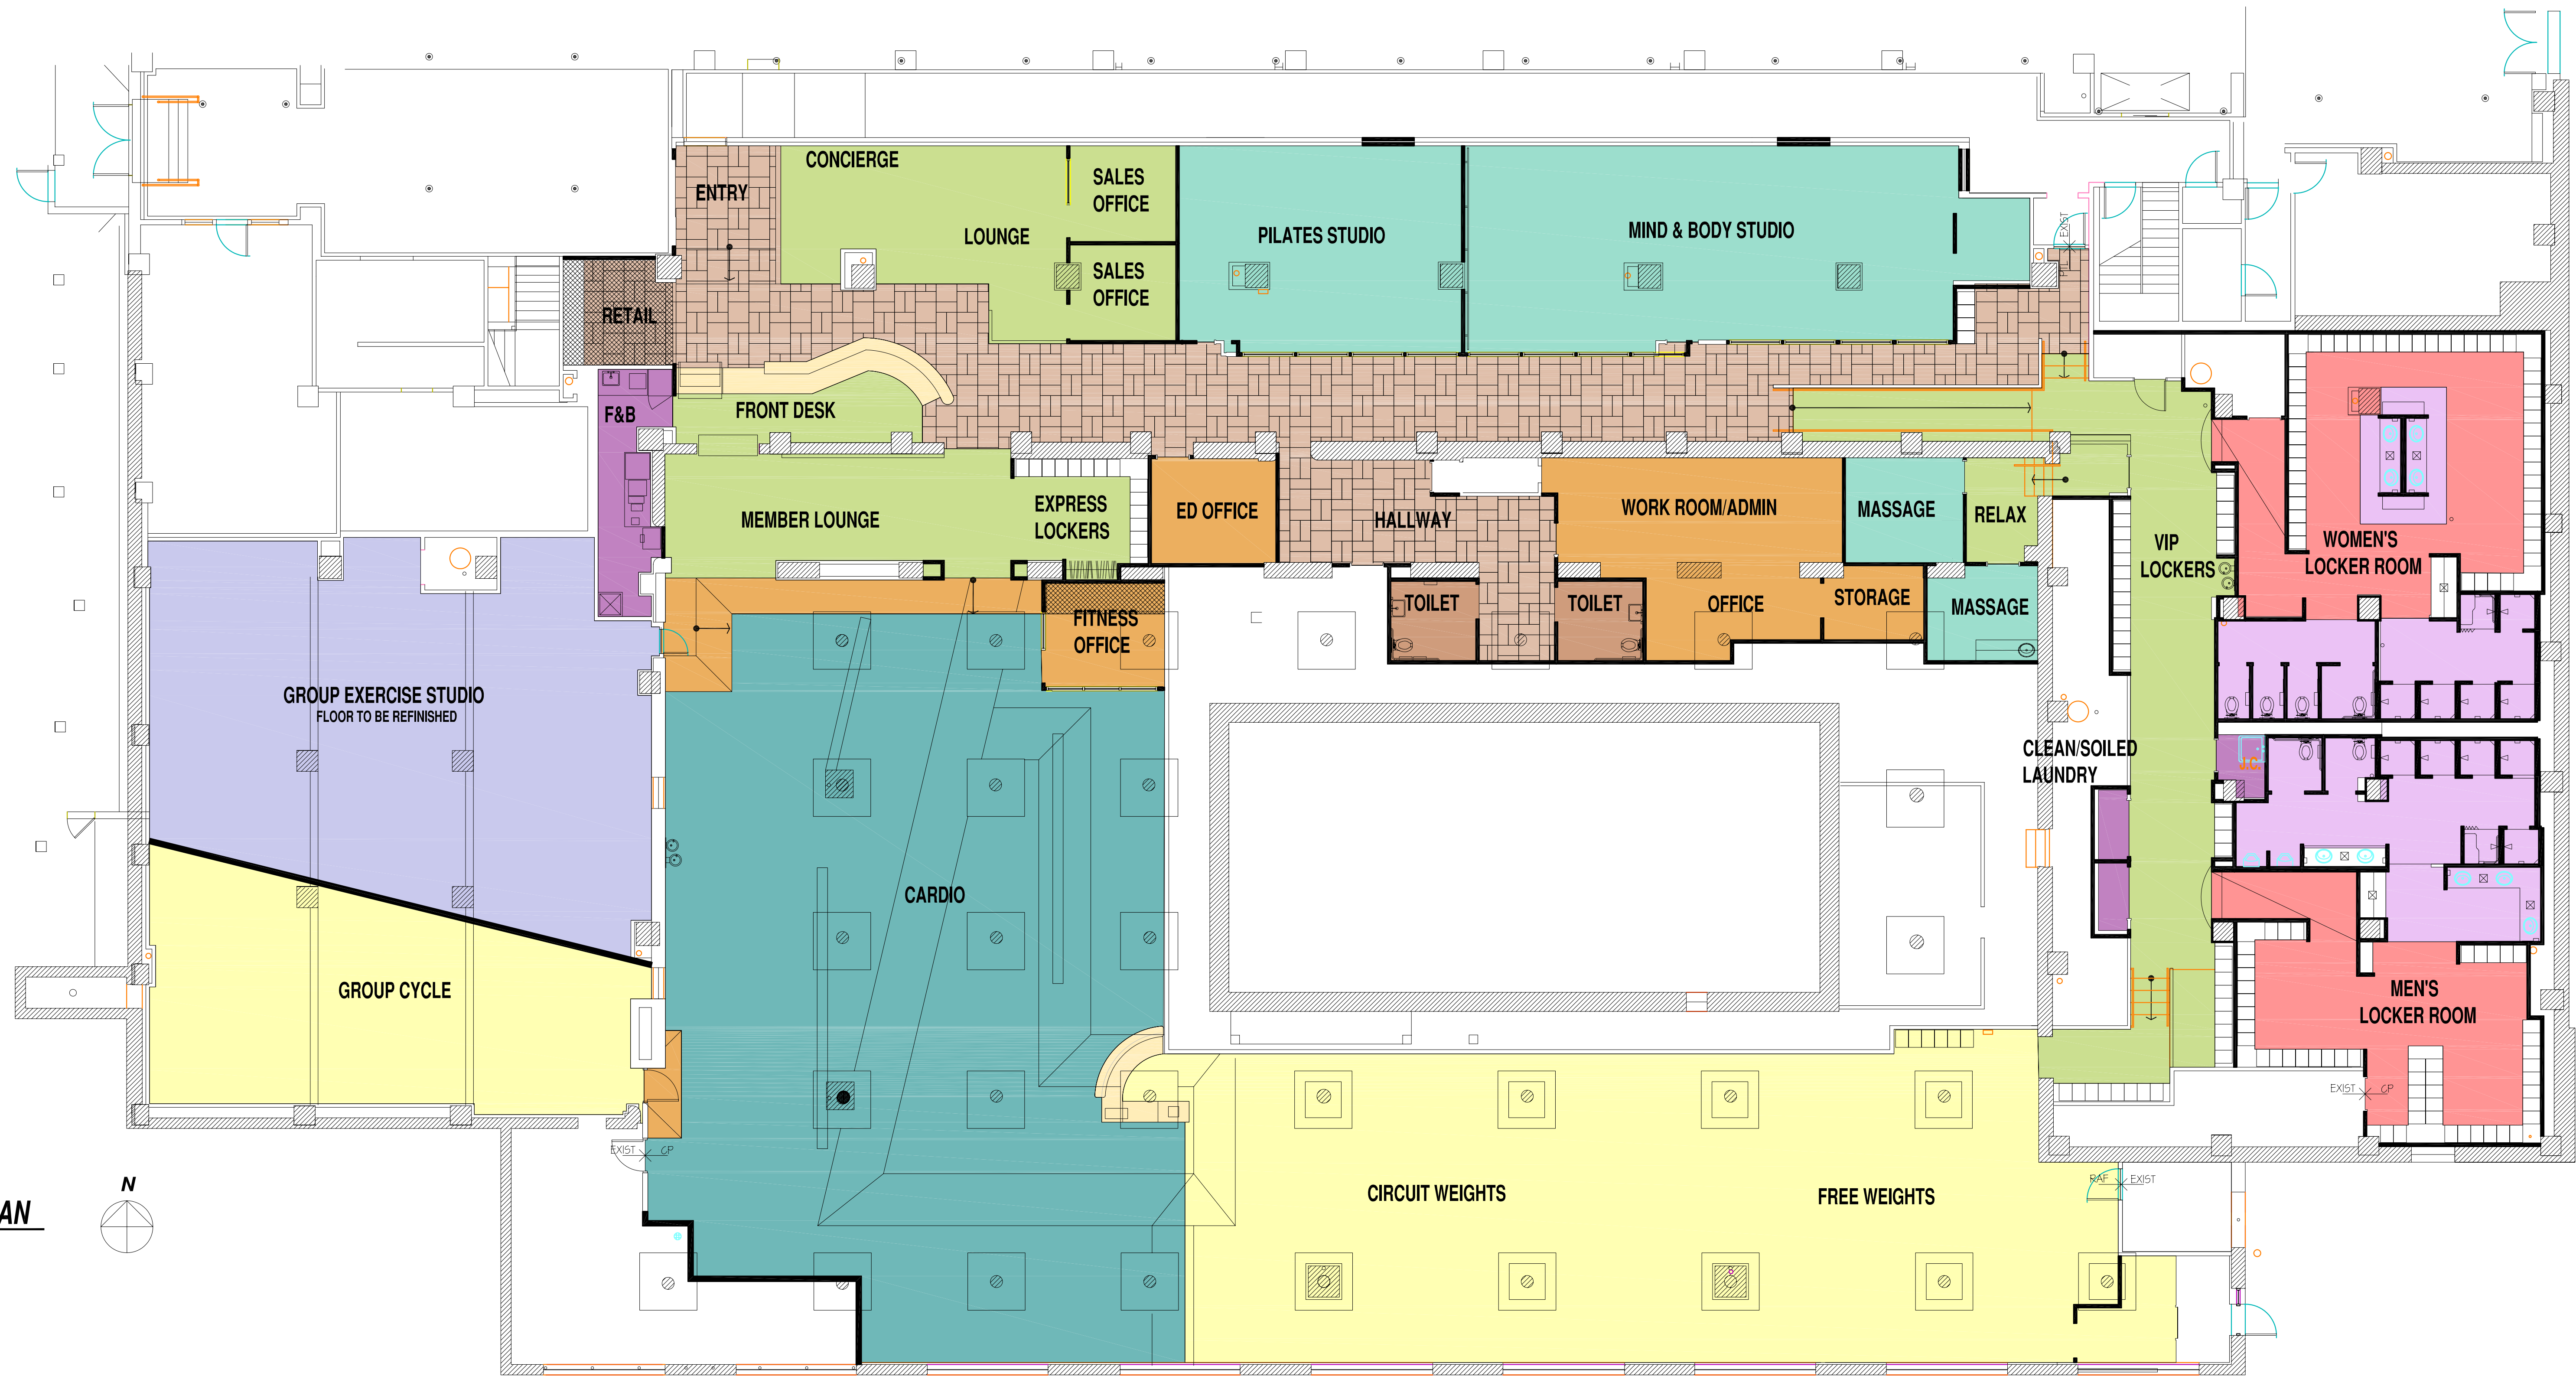 CONCIERGE
ENTRY
SALES
OFFICE
LOUNGE
PILATES STUDIO
MIND & BODY STUDIO
EXIST
SALES
OFFICE
RETAIL
F&B
FRONT DESK
MEMBER LOUNGE
EXPRESS
LOCKERS
ED OFFICE
HALLWAY
WORK ROOM/ADMIN
MASSAGE
RELAX
VIP
LOCKERS
WOMEN'S
LOCKER ROOM
TOILET
TOILET
OFFICE
STORAGE
MASSAGE
FITNESS
OFFICE
GROUP EXERCISE STUDIO
FLOOR TO BE REFINISHED
CLEAN/SOILED
LAUNDRY
J.C.
CARDIO
GROUP CYCLE
MEN'S
LOCKER ROOM
EXIST CP
EXIST CP
RAF EXIST
N
CIRCUIT WEIGHTS
FREE WEIGHTS